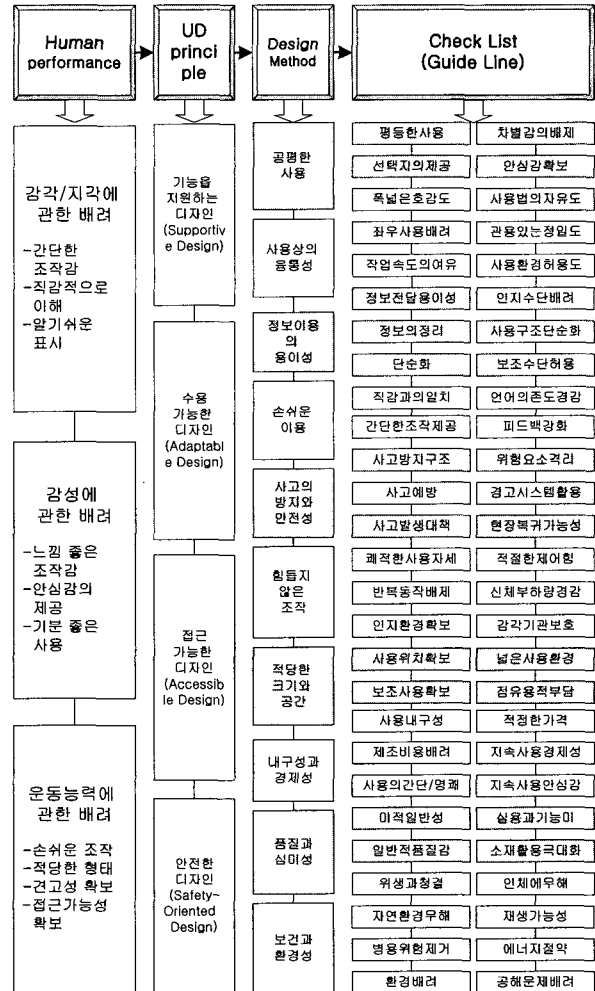 Human
performance
UD
princi
ple
Design
Method
Check List
(Guide Line)
감각/지각에
관한 배려
-간단한
조작감
-직감적으로
이해
-알기쉬운
표시
감성에
관한 배려
-느낌 좋은
조작감
-안심감의
제공
-기분 좋은
사용
운동능력에
관한 배려
-손쉬운 조작
-적당한 형태
-견고성 확보
-접근가능성
확보
기능을
지원하는
디자인
(Supportiv
e Design)
수용
가능한
디자인
(Adaptabl
e Design)
접근
가능한
디자인
(Accessib
le Design)
안전한
디자인
(Safety-
Oriented
Design)
공평한
사용
사용상의
융통성
정보이용
의
용이성
손쉬운
이용
사고의
방지와
안전성
힘들지
않은
조작
적당한
크기와
공간
내구성과
경제성
품질과
심미성
보건과
환경성
평등한사용
차별감의배제
선택지의제공
안심감확보
폭넓은호감도
사용법의자유도
좌우사용배려
관용있는정밀도
작업속도의여유
사용환경허용도
정보전달용이성
인지수단배려
정보의정리
사용구조단순화
단순화
보조수단허용
직감과의일치
언어의존도경감
간단한조작제공
피드백강화
사고방지구조
위험요소격리
사고예방
경고시스템활용
사고발생대책
현장복귀가능성
쾌적한사용자세
적절한제어힘
반복동작배제
신체부하량경감
인지환경확보
감각기관보호
사용위치확보
넓은사용환경
보조사용확보
점유용적부담
사용내구성
적정한가격
제조비용배려
지속사용경제성
사용의간단/명쾌
지속사용안심감
미적일반성
실용과기능미
일반적품질감
소재활용극대화
위생과청결
인체에무해
자연환경무해
재생가능성
병용위험제거
에너지절약
환경배려
공해문제배려